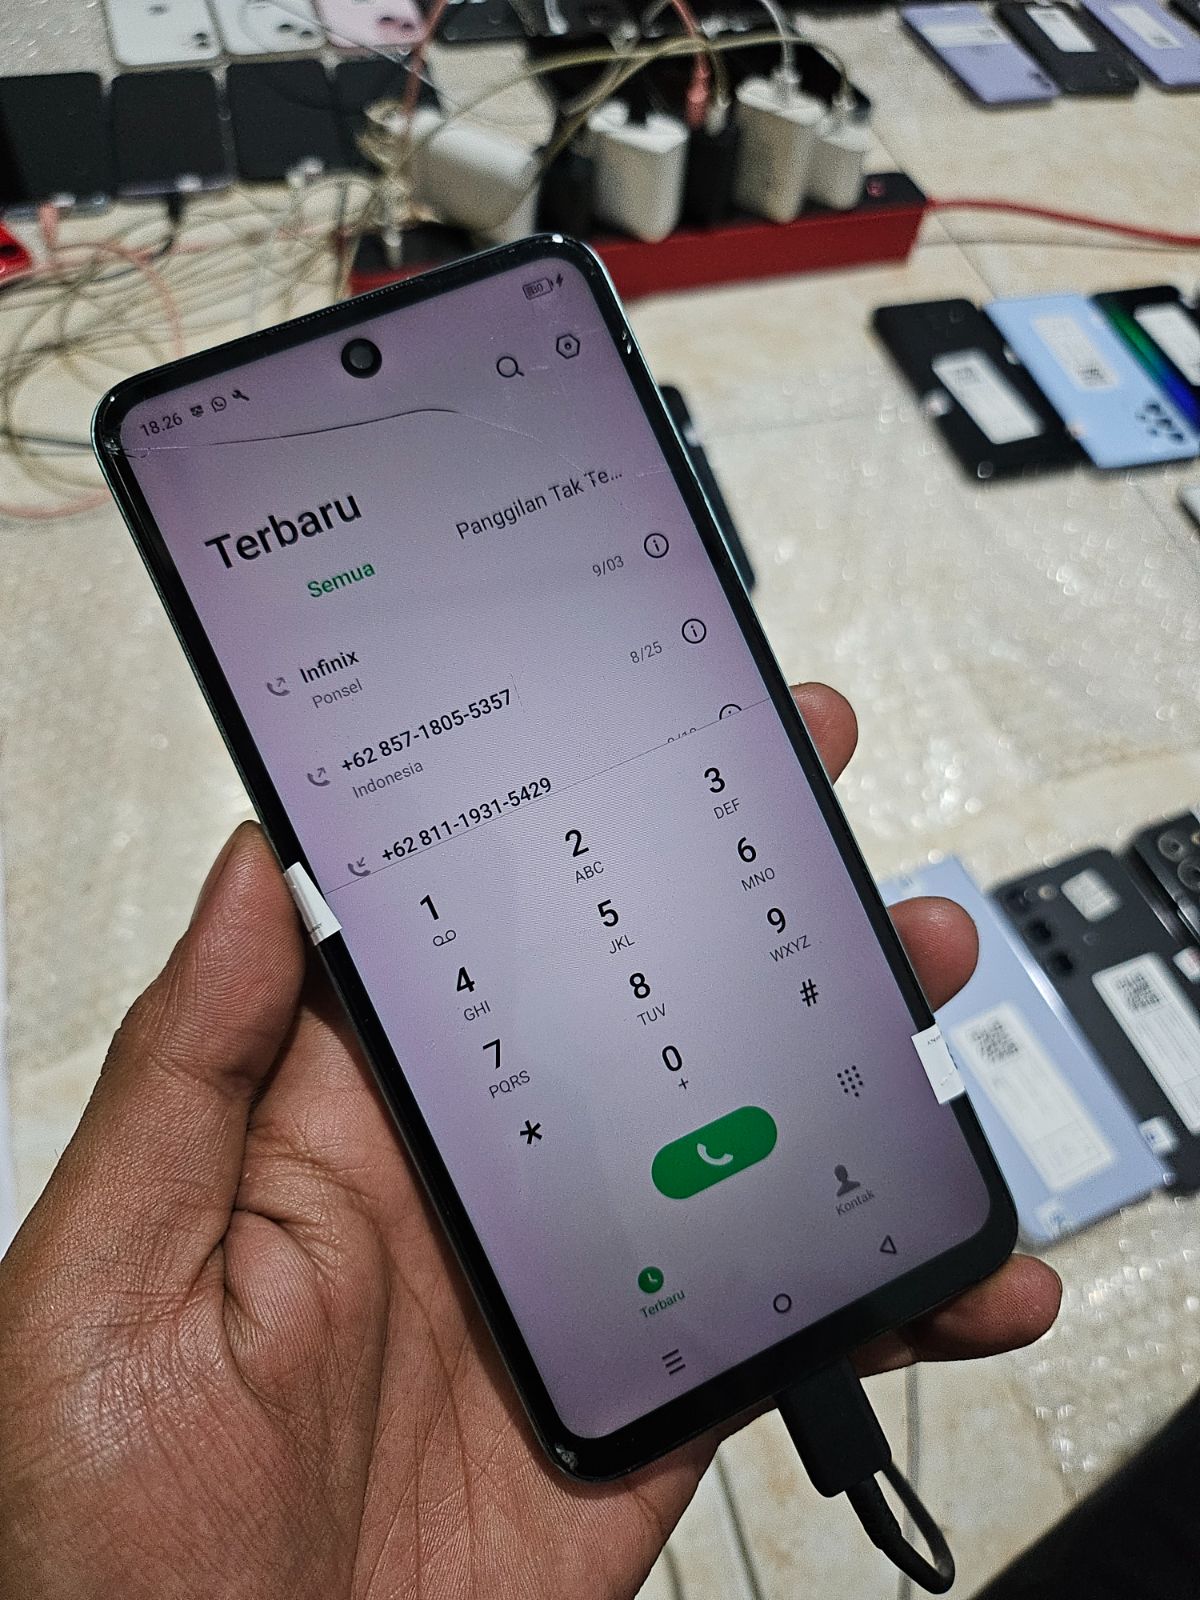 18.26
80
Terbaru
Semua
Panggilan Tak Te...
Infinix
Ponsel
9/03
+62 857-1805-5357
Indonesia
8/25
+62 811-1931-5429
1
2
ABC
3
DEF
4
GHI
5
JKL
6
MNO
7
PQRS
8
TUV
9
WXYZ
*
0
+
#
Terbaru
Kontak